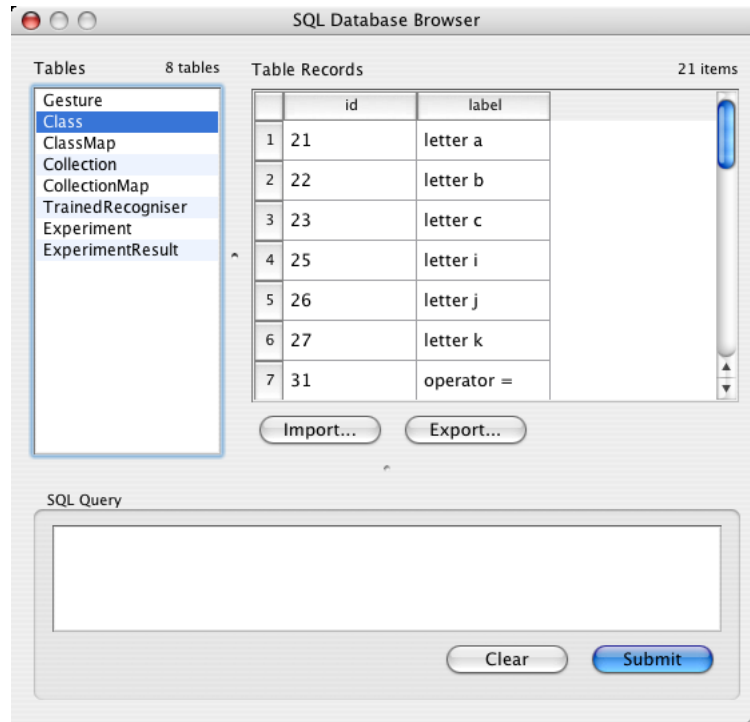 SQL Database Browser
Tables 8 tables
Gesture
Class
ClassMap
Collection
CollectionMap
TrainedRecogniser
Experiment
ExperimentResult
Table Records 21 items
id label
1 21 letter a
2 22 letter b
3 23 letter c
4 25 letter i
5 26 letter j
6 27 letter k
7 31 operator =
Import... Export...
SQL Query
Clear Submit